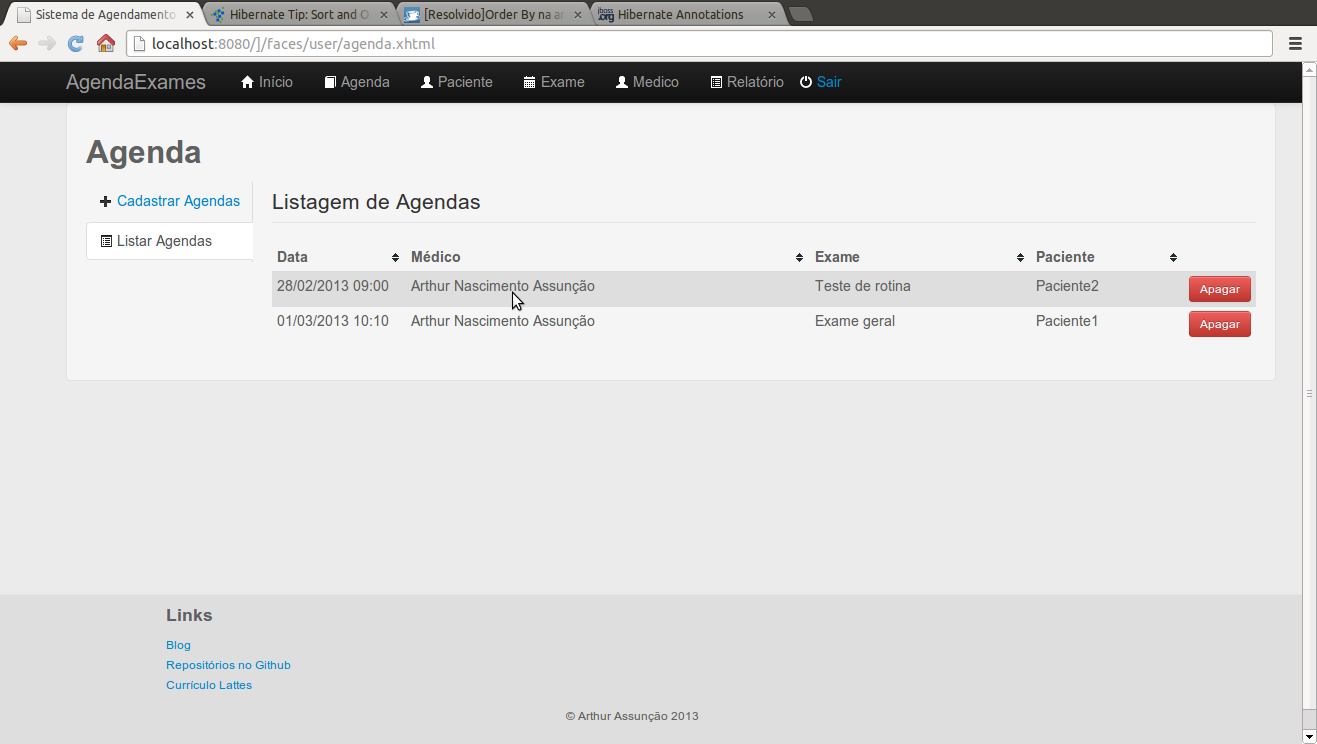 Sistema de Agendamento
Hibernate Tip: Sort and O
[Resolvido]Order By na a
Hibernate Annotations
localhost:8080/]/faces/user/agenda.xhtml
AgendaExames Início Agenda Paciente Exame Medico Relatório Sair
Agenda
Cadastrar Agendas
Listar Agendas
Listagem de Agendas
Data Médico Exame Paciente
28/02/2013 09:00 Arthur Nascimento Assunção Teste de rotina Paciente2 Apagar
01/03/2013 10:10 Arthur Nascimento Assunção Exame geral Paciente1 Apagar
Links
Blog
Repositórios no Github
Currículo Lattes
© Arthur Assunção 2013